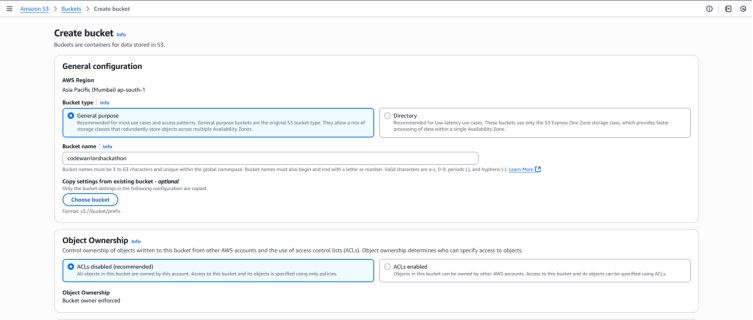 Amazon S3 > Buckets > Create bucket
Create bucket Info
Buckets are containers for data stored in S3.
General configuration
AWS Region
Asia Pacific (Mumbai) ap-south-1
Bucket type Info
General purpose
Recommended for most use cases and access patterns. General purpose buckets are the original S3 bucket type. They allow a mix of
storage classes that redundantly store objects across multiple Availability Zones.
Directory
Recommended for low-latency use cases. These buckets use only the S3 Express One Zone storage class, which provides faster
processing of data within a single Availability Zone.
Bucket name Info
codewarriorshackathon
Bucket names must be 3 to 63 characters and unique within the global namespace. Bucket names must also begin and end with a letter or number. Valid characters are a-z, 0-9, periods (.), and hyphens (-). Learn More
Copy settings from existing bucket - optional
Only the bucket settings in the following configuration are copied.
Choose bucket
Format: s3://bucket/prefix
Object Ownership Info
Control ownership of objects written to this bucket from other AWS accounts and the use of access control lists (ACLs). Object ownership determines who can specify access to objects.
ACLs disabled (recommended)
All objects in this bucket are owned by this account. Access to this bucket and its objects is specified using only policies.
ACLs enabled
Objects in this bucket can be owned by other AWS accounts. Access to this bucket and its objects can be specified using ACLs.
Object Ownership
Bucket owner enforced